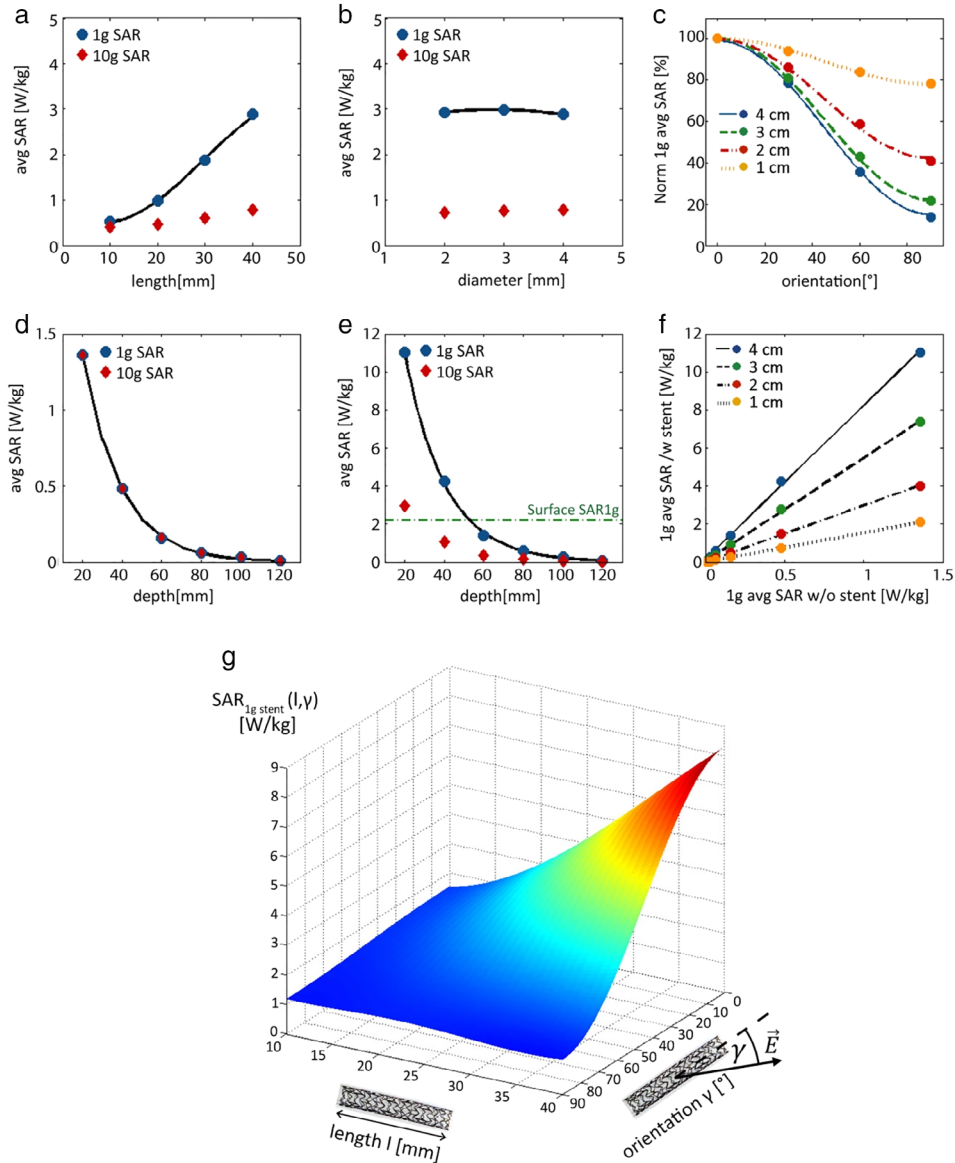 a
5
4
3
2
1
0
avg SAR [W/kg]
1g SAR
10g SAR
0 10 20 30 40 50
length[mm]
b
5
4
3
2
1
0
avg SAR [W/kg]
1g SAR
10g SAR
1 2 3 4 5
diameter [mm]
c
100
80
60
40
20
0
Norm 1g avg SAR [%]
4 cm
3 cm
2 cm
1 cm
0 20 40 60 80
orientation[°]
d
1.5
1
0.5
0
avg SAR [W/kg]
1g SAR
10g SAR
20 40 60 80 100 120
depth[mm]
e
12
10
8
6
4
2
0
avg SAR [W/kg]
1g SAR
10g SAR
Surface SAR1g
20 40 60 80 100 120
depth[mm]
f
12
10
8
6
4
2
0
1g avg SAR /w stent [W/kg]
4 cm
3 cm
2 cm
1 cm
0 0.5 1 1.5
1g avg SAR w/o stent [W/kg]
g
SAR1g stent (l,γ)
[W/kg]
9
8
7
6
5
4
3
2
1
0
10 15 20 25 30 35 40
length l [mm]
0
10
20
30
40
50
60
70
80
90
orientation γ [°]
γ
E⃗